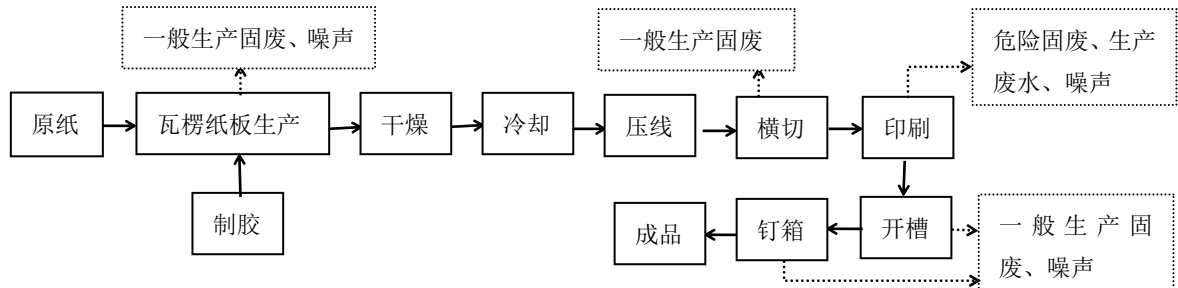 一般生产固废、噪声
一般生产固废
危险固废、生产
废水、噪声
原纸
瓦楞纸板生产
干燥
冷却
压线
横切
印刷
制胶
成品
钉箱
开槽
一般生产固
废、噪声